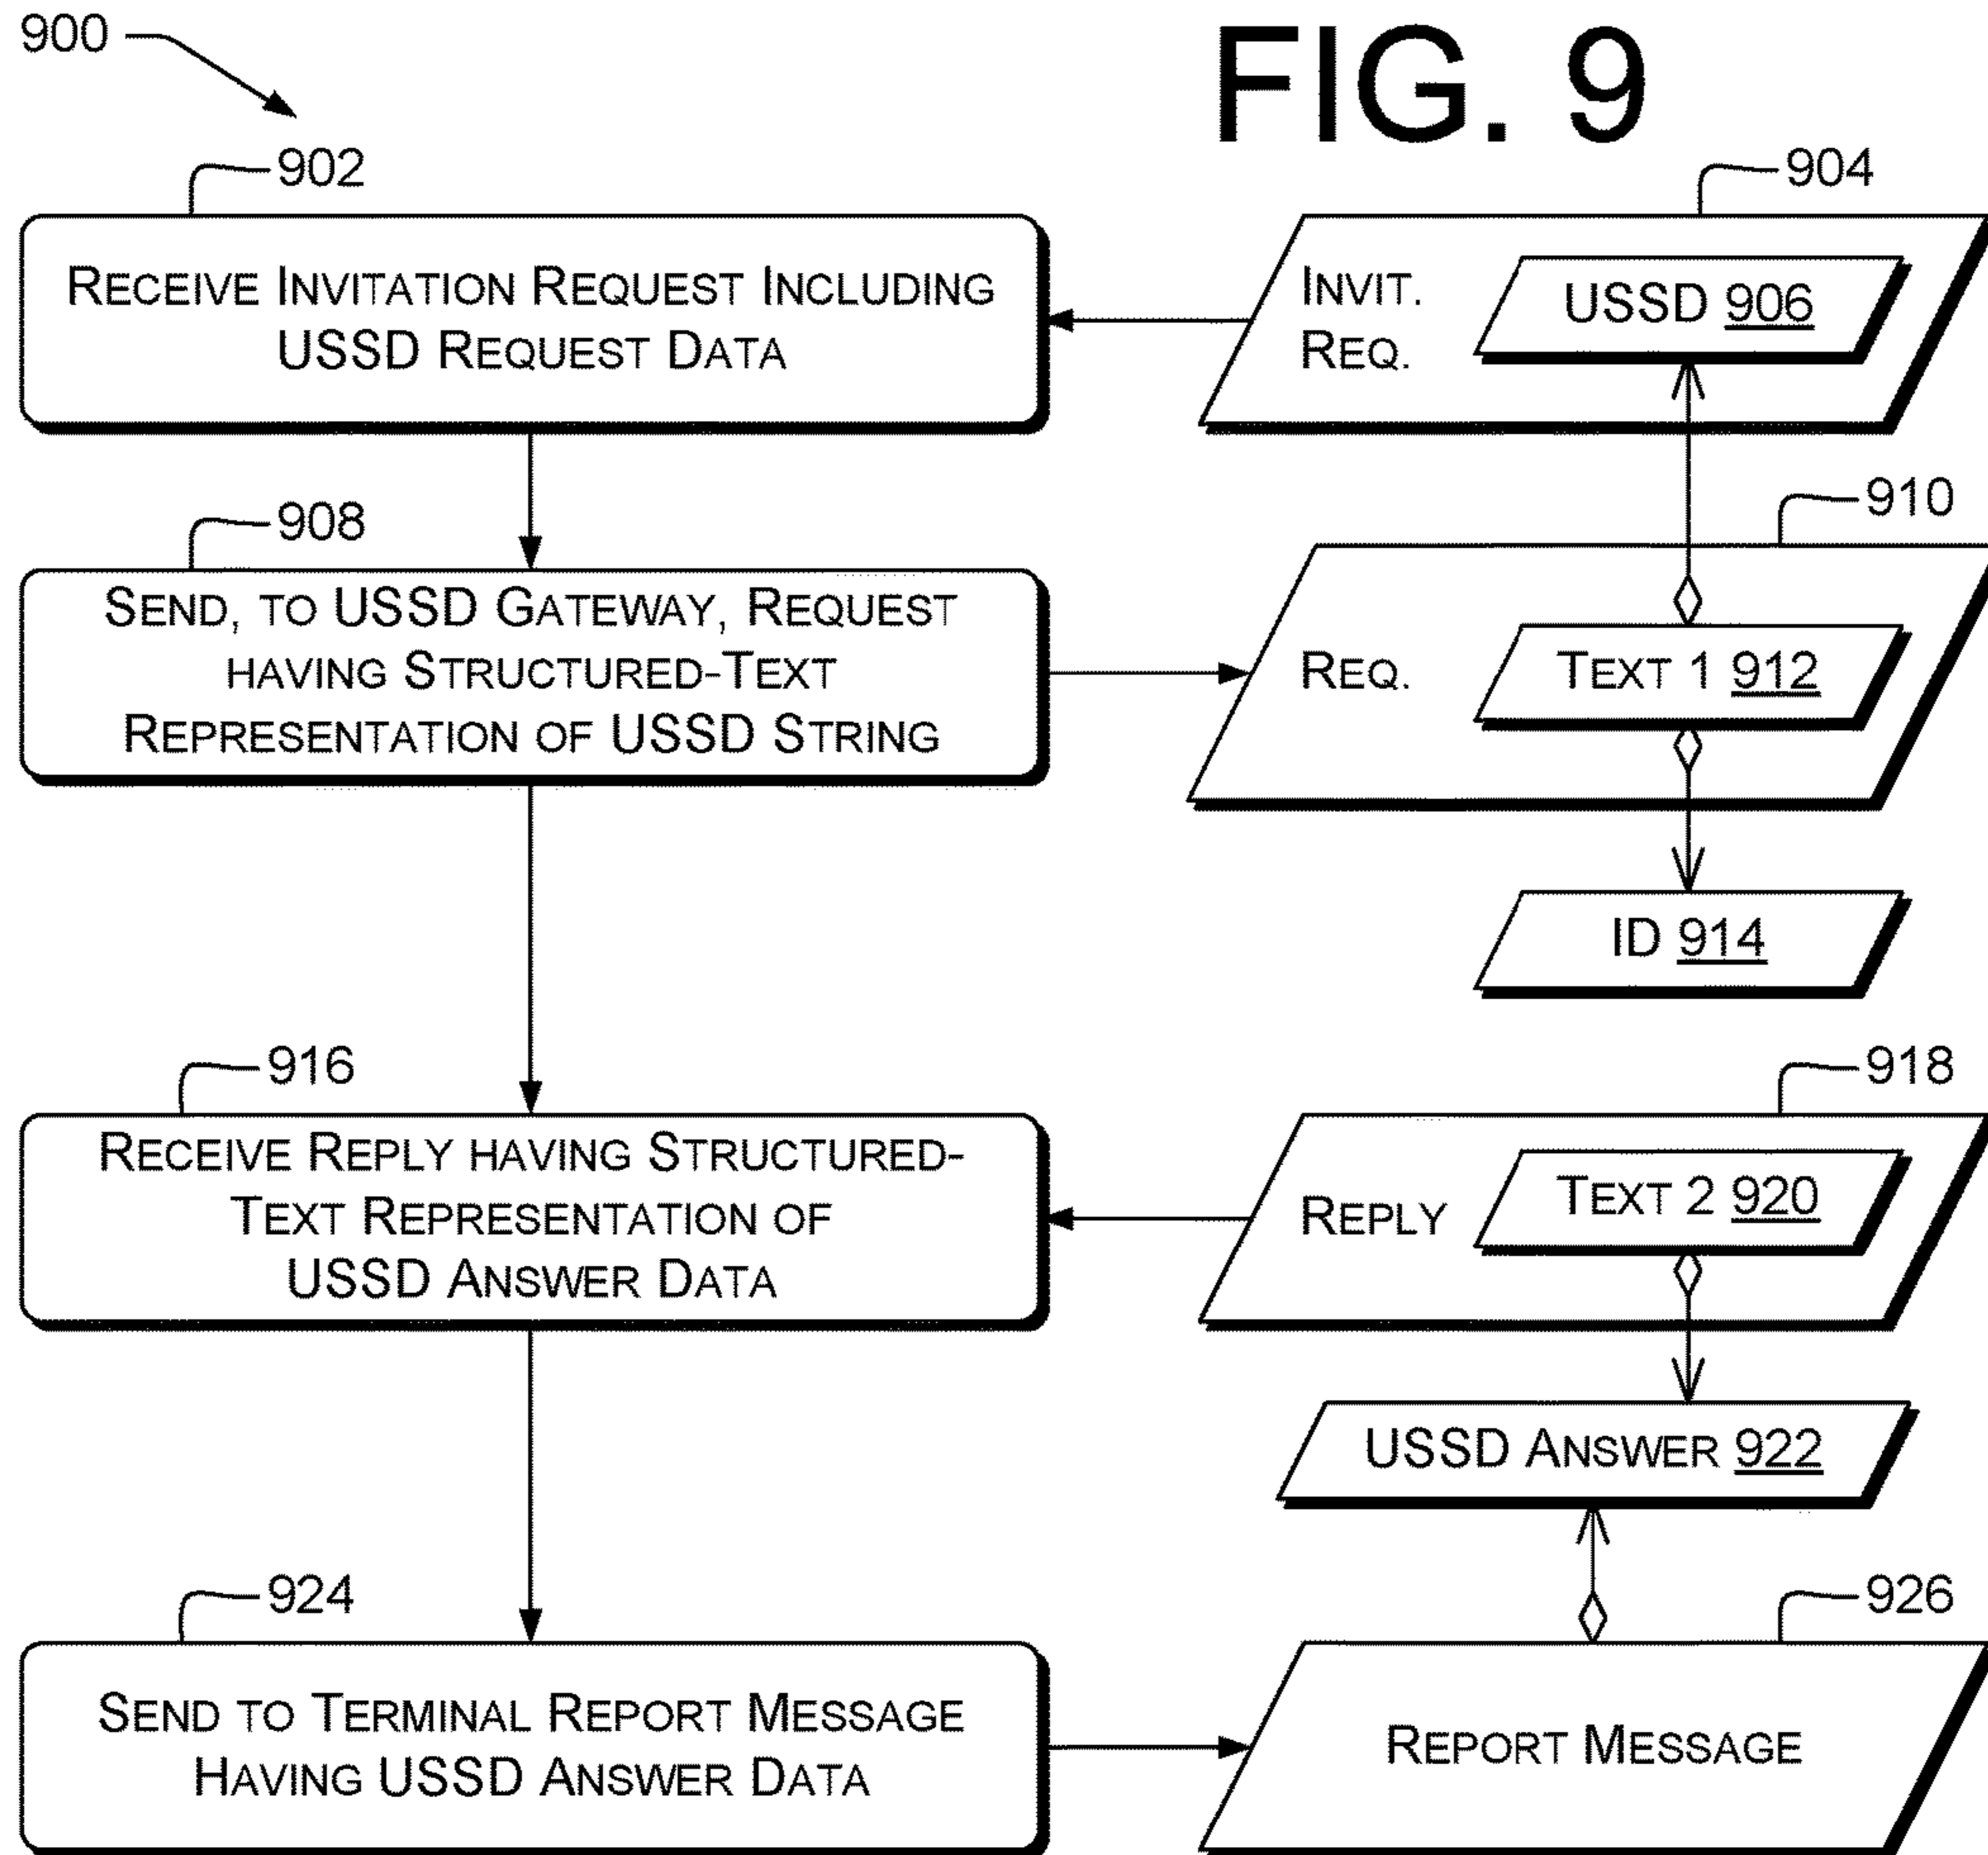 900
FIG. 9
902
904
RECEIVE INVITATION REQUEST INCLUDING
USSD REQUEST DATA
INVIT.
REQ.
USSD 906
908
910
SEND, TO USSD GATEWAY, REQUEST
HAVING STRUCTURED-TEXT
REPRESENTATION OF USSD STRING
REQ.
TEXT 1 912
ID 914
916
918
RECEIVE REPLY HAVING STRUCTURED-
TEXT REPRESENTATION OF
USSD ANSWER DATA
REPLY
TEXT 2 920
USSD ANSWER 922
924
926
SEND TO TERMINAL REPORT MESSAGE
HAVING USSD ANSWER DATA
REPORT MESSAGE